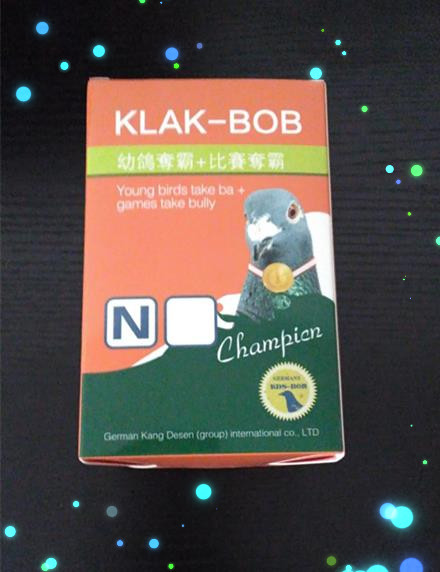 KLAK-BOB
幼鴿奪霸+比賽奪霸
Young birds take ba +
games take bully
N
Champion
GERMANY
KDS-BOB
German Kang Desen (group) international co., LTD